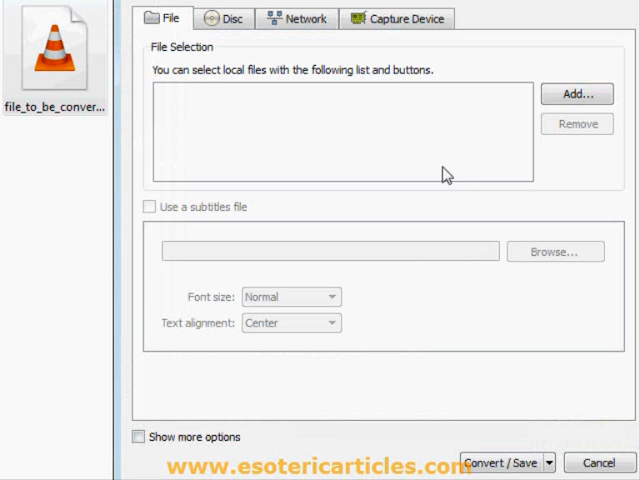 File
Disc
Network
Capture Device
File Selection
You can select local files with the following list and buttons.
Add...
file_to_be_conver...
Remove
Use a subtitles file
Browse...
Font size: Normal
Text alignment: Center
Show more options
www.esotericarticles.com
Convert / Save
Cancel